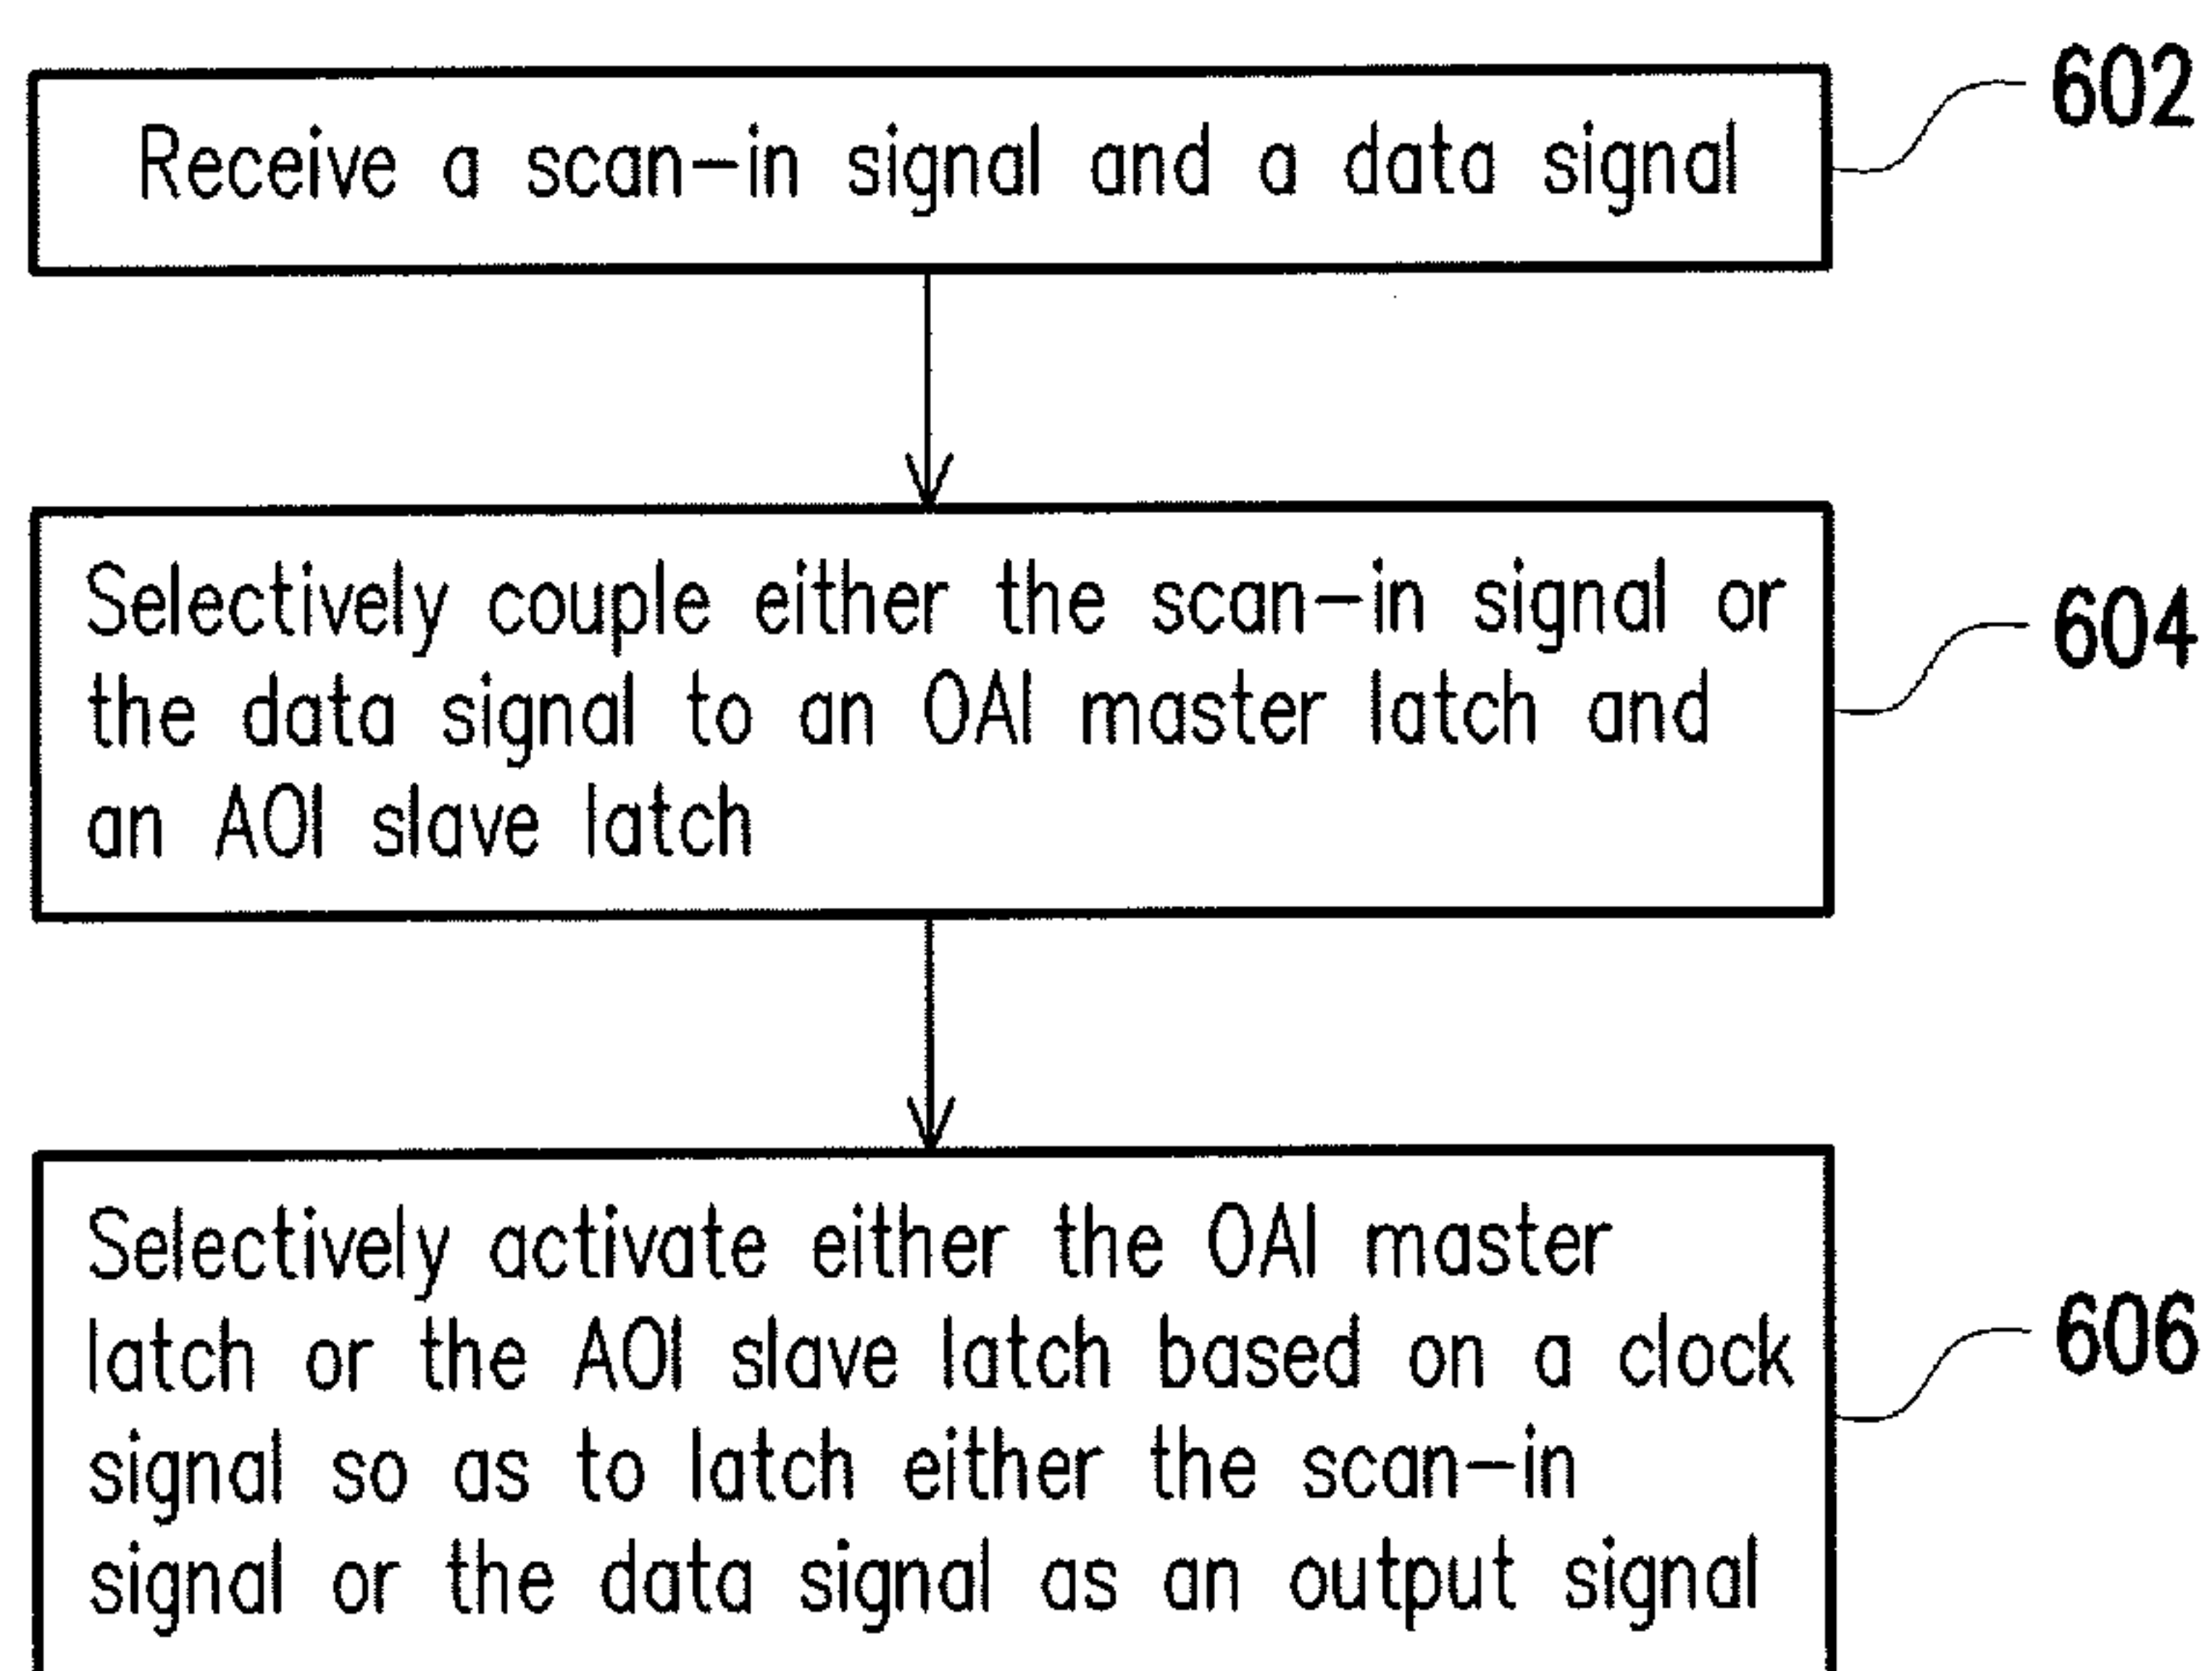 Receive a scan-in signal and a data signal
602
Selectively couple either the scan-in signal or
the data signal to an OAI master latch and
an AOI slave latch
604
Selectively activate either the OAI master
latch or the AOI slave latch based on a clock
signal so as to latch either the scan-in
signal or the data signal as an output signal
606